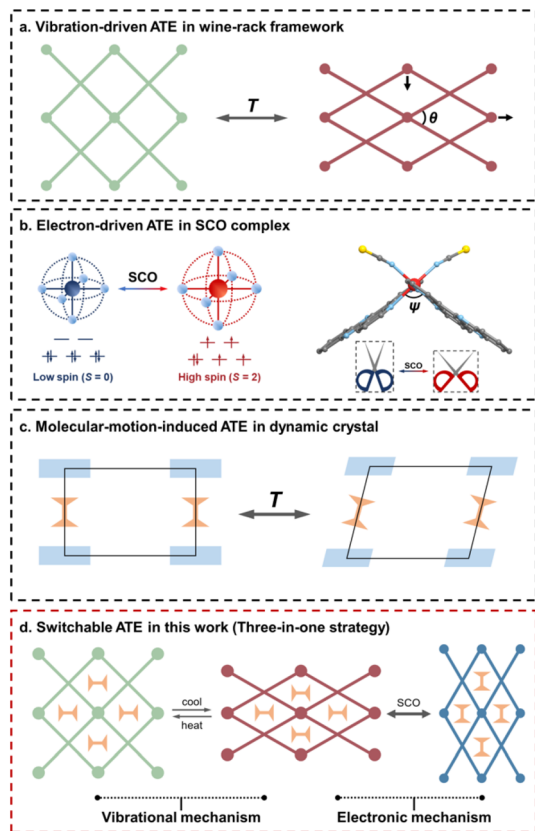 a. Vibration-driven ATE in wine-rack framework
T
θ
b. Electron-driven ATE in SCO complex
SCO
Low spin (S = 0)
High spin (S = 2)
ψ
SCO
c. Molecular-motion-induced ATE in dynamic crystal
T
d. Switchable ATE in this work (Three-in-one strategy)
cool
heat
SCO
Vibrational mechanism
Electronic mechanism